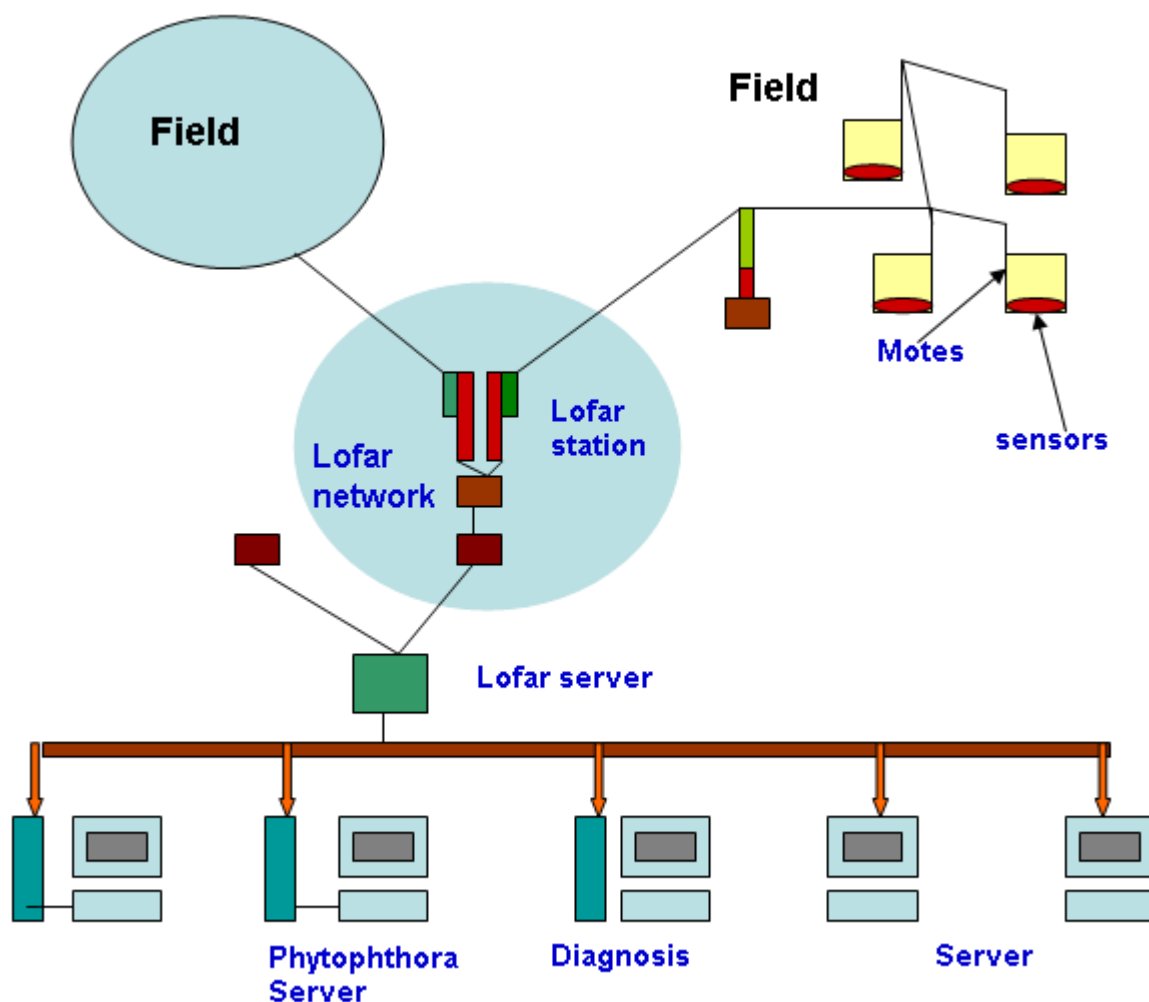 Field
Field
Motes
sensors
Lofar
station
Lofar
network
Lofar server
Phytophthora
Server
Diagnosis
Server